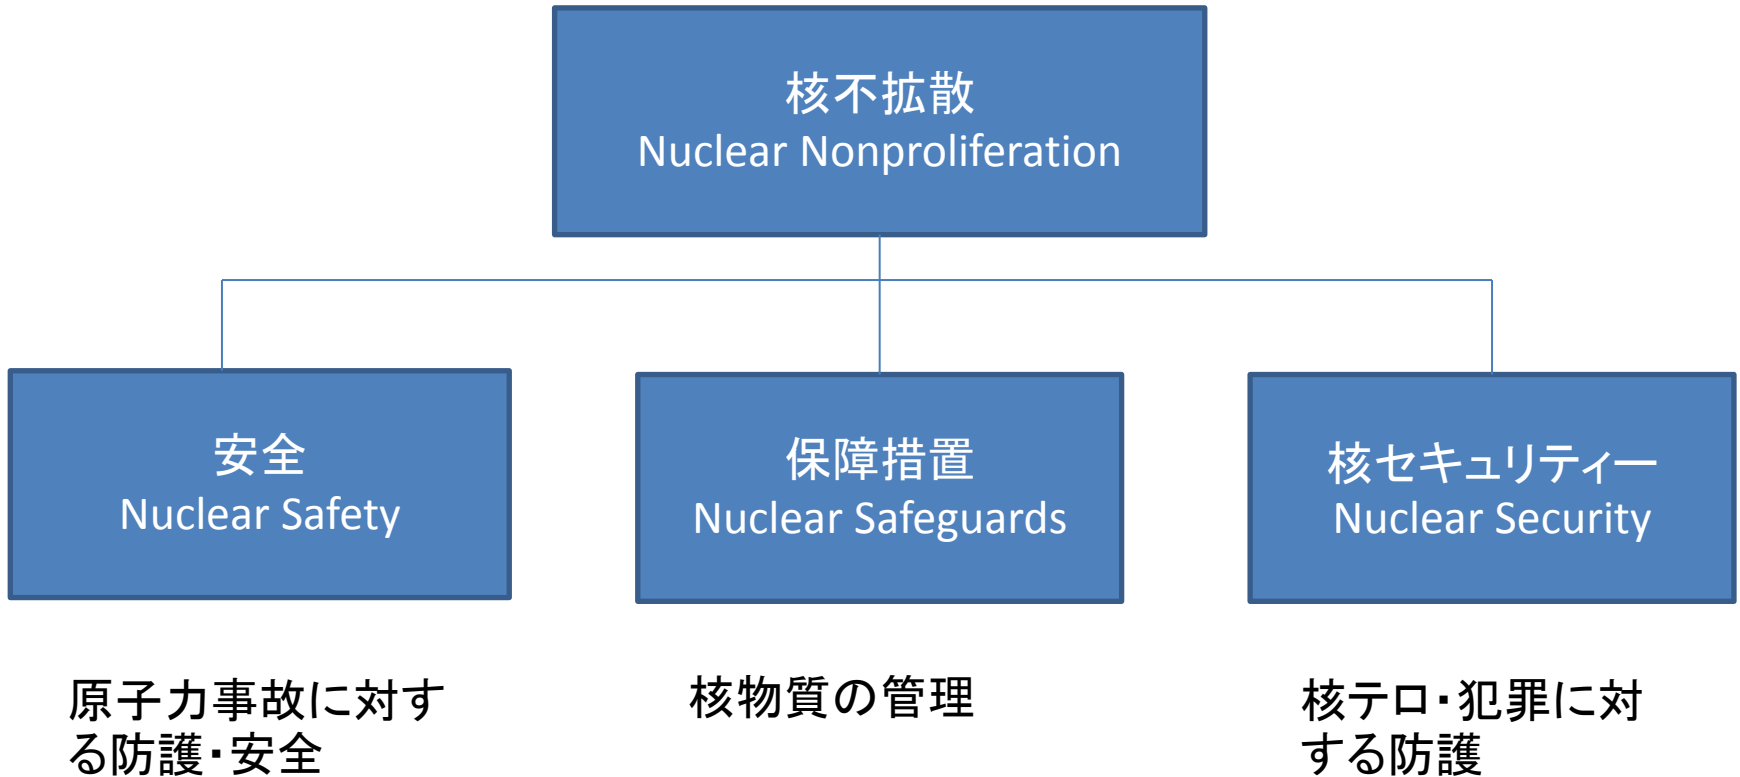 核不拡散
Nuclear Nonproliferation
安全
Nuclear Safety
保障措置
Nuclear Safeguards
核セキュリティー
Nuclear Security
原子力事故に対す
る防護・安全
核物質の管理
核テロ・犯罪に対
する防護